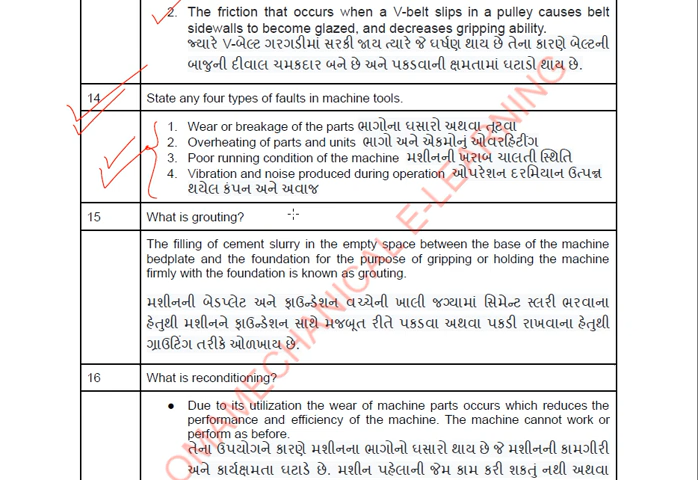 2. The friction that occurs when a V-belt slips in a pulley causes belt
sidewalls to become glazed, and decreases gripping ability.
જ્યારે V-બેલ્ટ ગરગડીમાં સરકી જાય ત્યારે જે ઘર્ષણ થાય છે તેના કારણે બેલ્ટની
બાજુની દીવાલ ચમકદાર બને છે અને પકડવાની ક્ષમતામાં ઘટાડો થાય છે.
14 State any four types of faults in machine tools.
1. Wear or breakage of the parts ભાગોના ઘસારો અથવા તૂટવા
2. Overheating of parts and units ભાગો અને એકમોનું ઓવરહિટીંગ
3. Poor running condition of the machine મશીનની ખરાબ ચાલતી સ્થિતિ
4. Vibration and noise produced during operation ઓપરેશન દરમિયાન ઉત્પન્ન
થયેલ કંપન અને અવાજ
15 What is grouting?
The filling of cement slurry in the empty space between the base of the machine
bedplate and the foundation for the purpose of gripping or holding the machine
firmly with the foundation is known as grouting.
મશીનની બેડપ્લેટ અને ફાઉન્ડેશન વચ્ચેની ખાલી જગ્યામાં સિમેન્ટ સ્લરી ભરવાના
હેતુથી મશીનને ફાઉન્ડેશન સાથે મજબૂત રીતે પકડવા અથવા પકડી રાખવાના હેતુથી
ગ્રાઉટિંગ તરીકે ઓળખાય છે.
16 What is reconditioning?
• Due to its utilization the wear of machine parts occurs which reduces the
performance and efficiency of the machine. The machine cannot work or
perform as before.
તેના ઉપયોગને કારણે મશીનના ભાગોનો ઘસારો થાય છે જે મશીનની કામગીરી
અને કાર્યક્ષમતા ઘટાડે છે. મશીન પહેલાની જેમ કામ કરી શકતું નથી અથવા
OMAMECHANICAL E-LEARNING